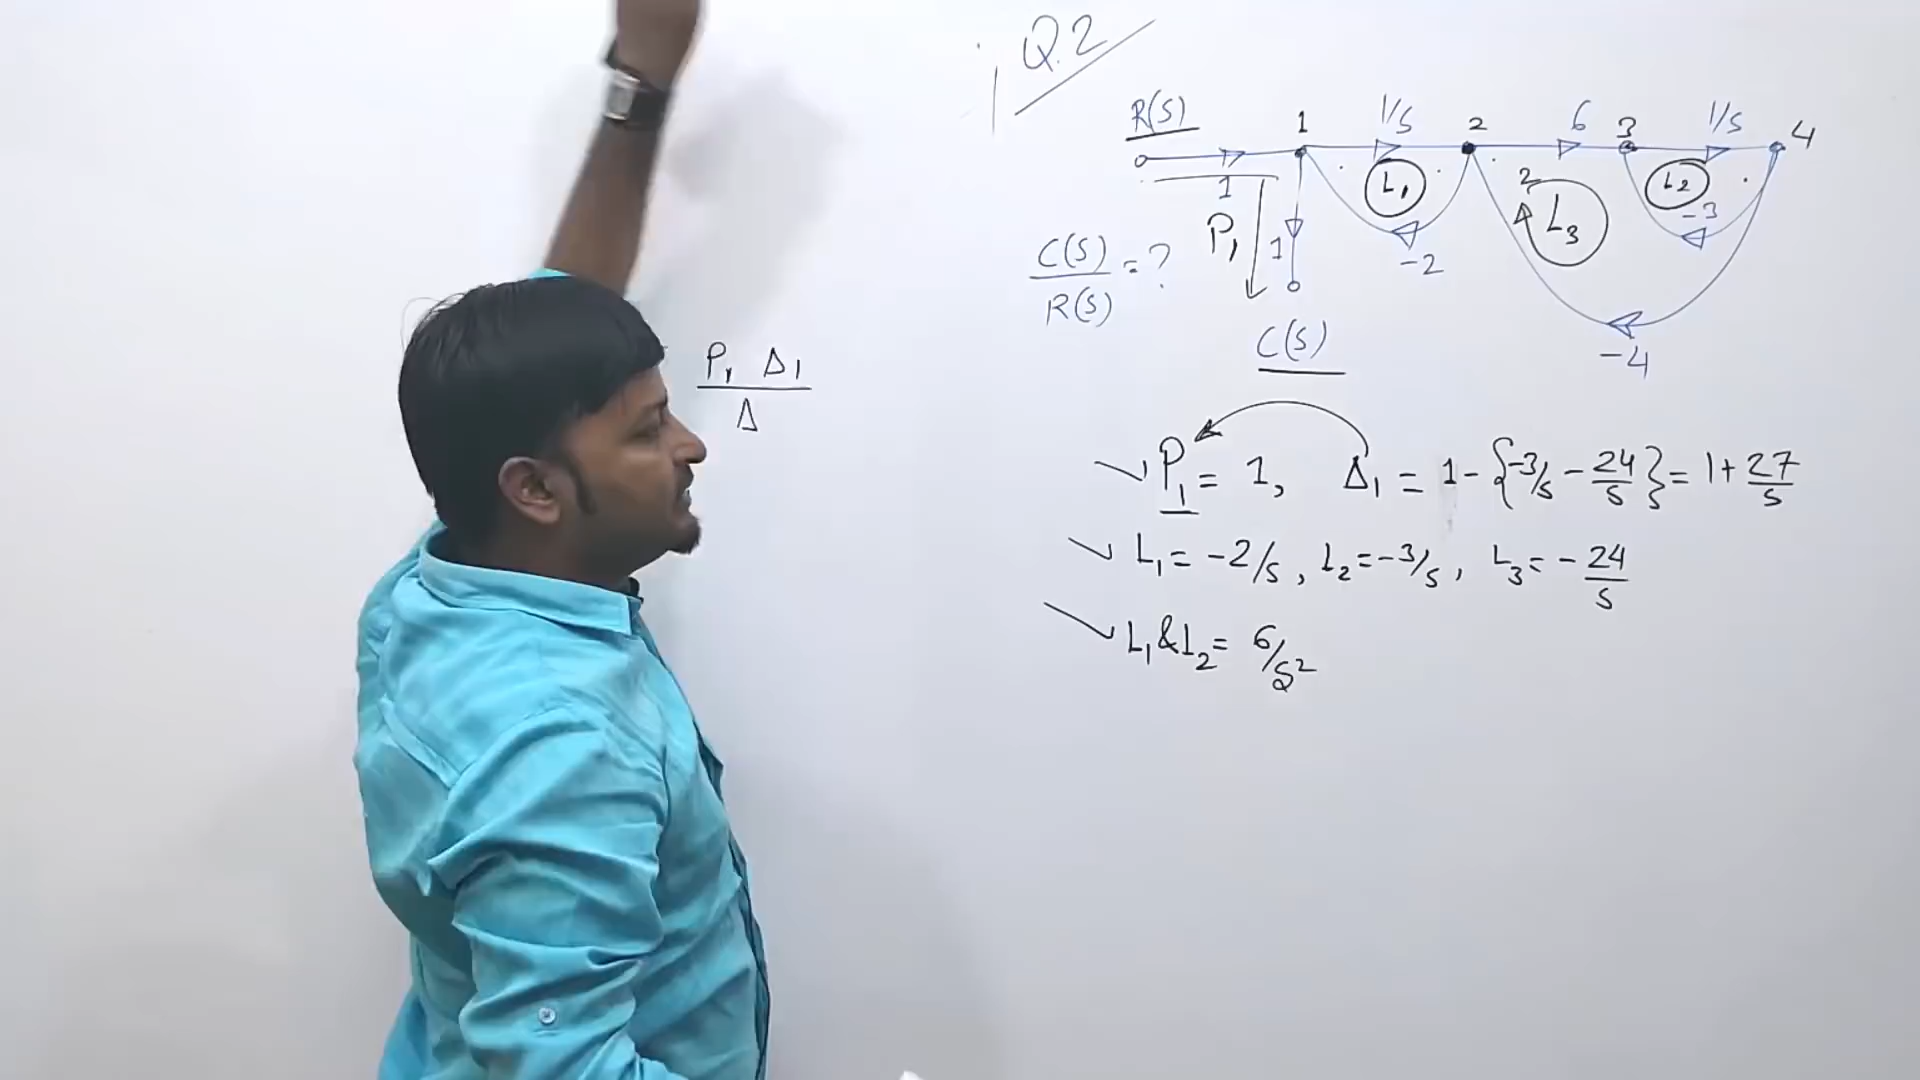 Q.2
R(S) 1 1/S 2 6 3 1/S 4
1 L₁ 2 L₂
P₁ 1 L₃ -3
C(S)/R(S) = ? -2
C(S) -4
P₁ Δ₁/Δ
P₁ = 1, Δ₁ = 1 - {-3/s - 24/s} = 1 + 27/s
L₁ = -2/s, L₂ = -3/s, L₃ = -24/s
L₁&L₂ = 6/s²